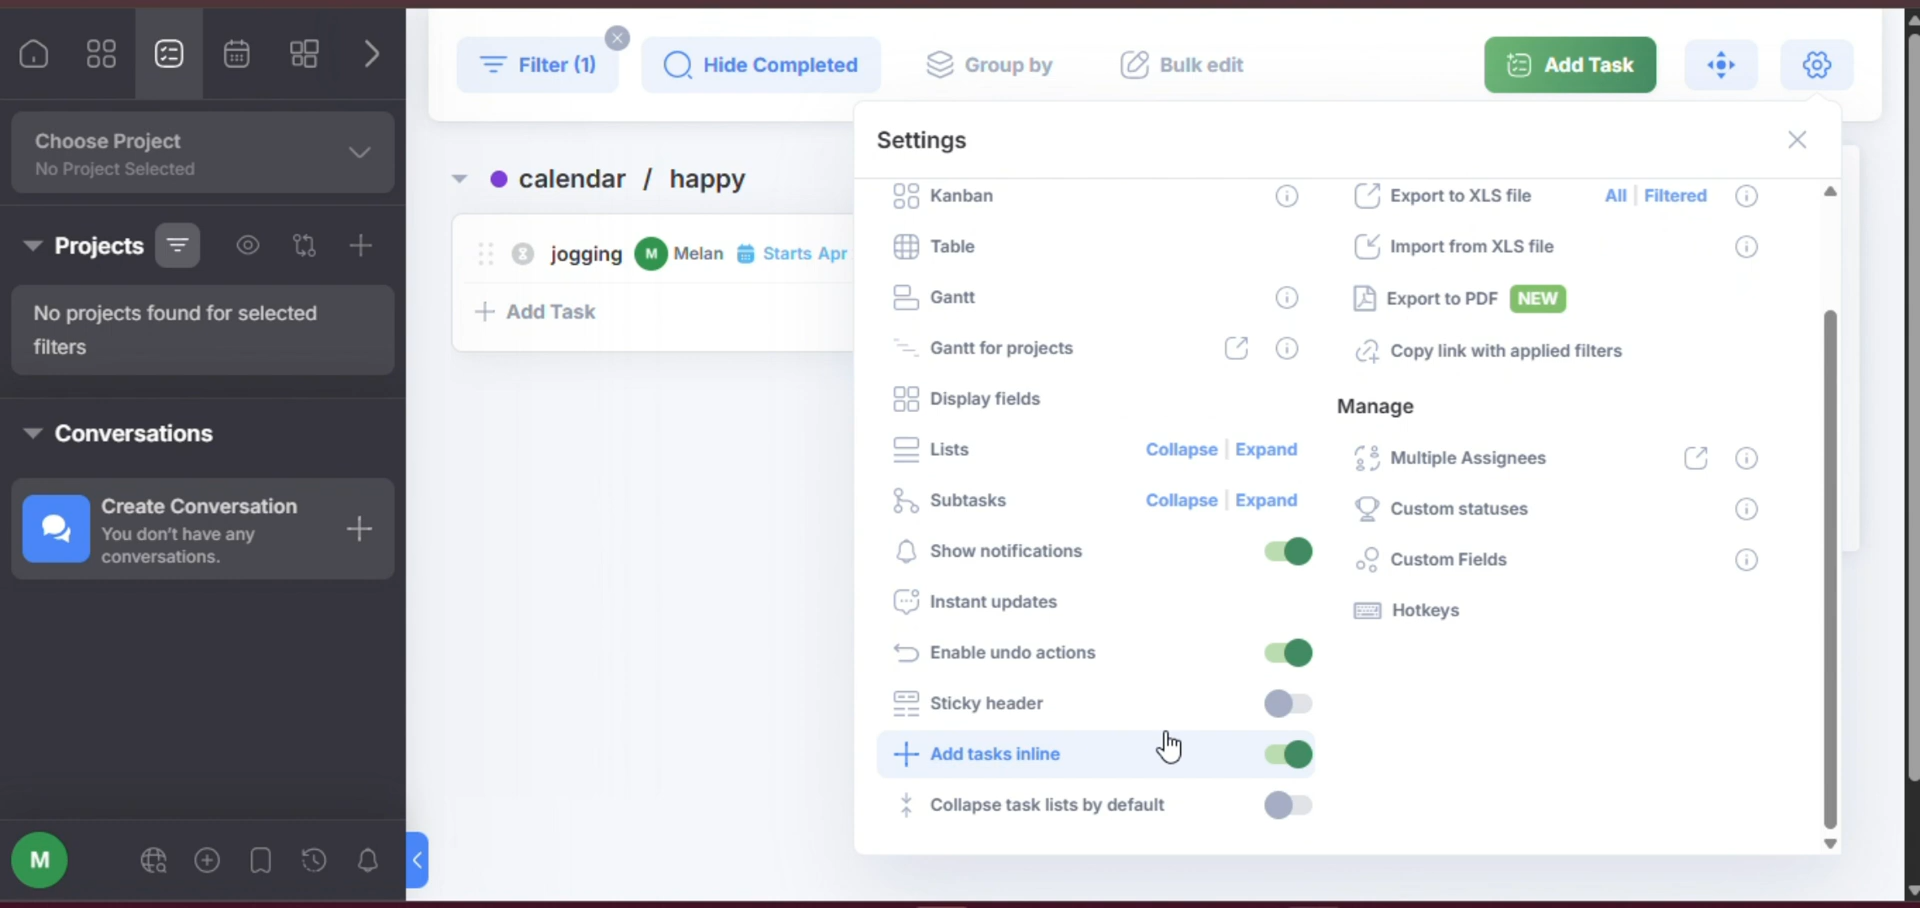 Filter (1)
Hide Completed
Group by
Bulk edit
Add Task
Choose Project
No Project Selected
Projects
No projects found for selected
filters
Conversations
Create Conversation
You don't have any
conversations.
M
calendar / happy
jogging M Melan Starts Apr
Add Task
Settings
Kanban
Table
Gantt
Gantt for projects
Display fields
Lists Collapse | Expand
Subtasks Collapse | Expand
Show notifications
Instant updates
Enable undo actions
Sticky header
Add tasks inline
Collapse task lists by default
Export to XLS file All | Filtered
Import from XLS file
Export to PDF NEW
Copy link with applied filters
Manage
Multiple Assignees
Custom statuses
Custom Fields
Hotkeys